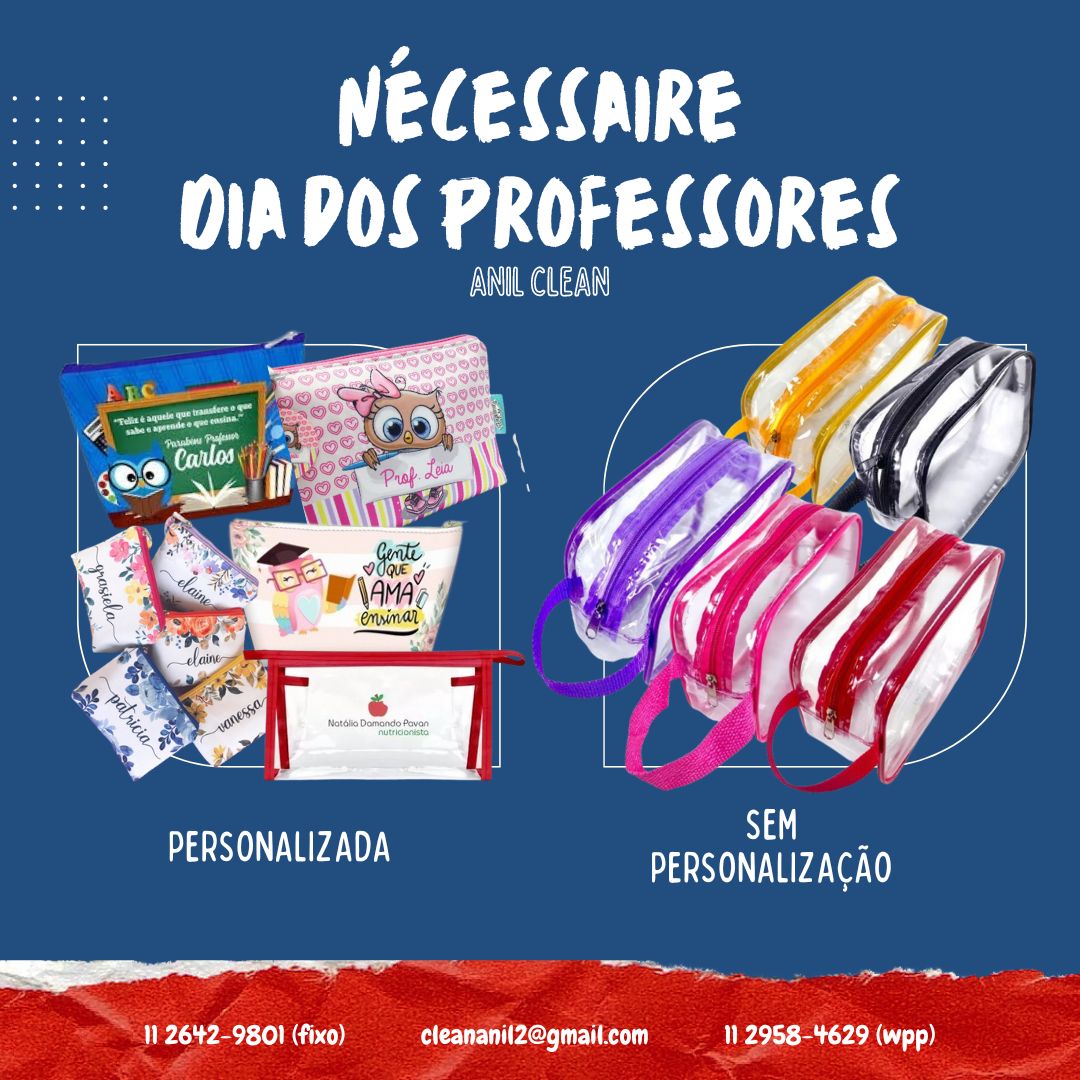 NÉCESSAIRE
DIA DOS PROFESSORES
ANIL CLEAN
ABC
"Feliz é aquele que transfere o que
sabe e aprende o que ensina."
Parabéns Professor
Carlos
Prof. Leia
grasiela
elaine
elaine
patricia
vanessa
Gente
QUE
AMA
ensinar
Natália Damando Pavan
nutricionista
PERSONALIZADA
SEM
PERSONALIZAÇÃO
11 2642-9801 (fixo)
cleananil2@gmail.com
11 2958-4629 (wpp)